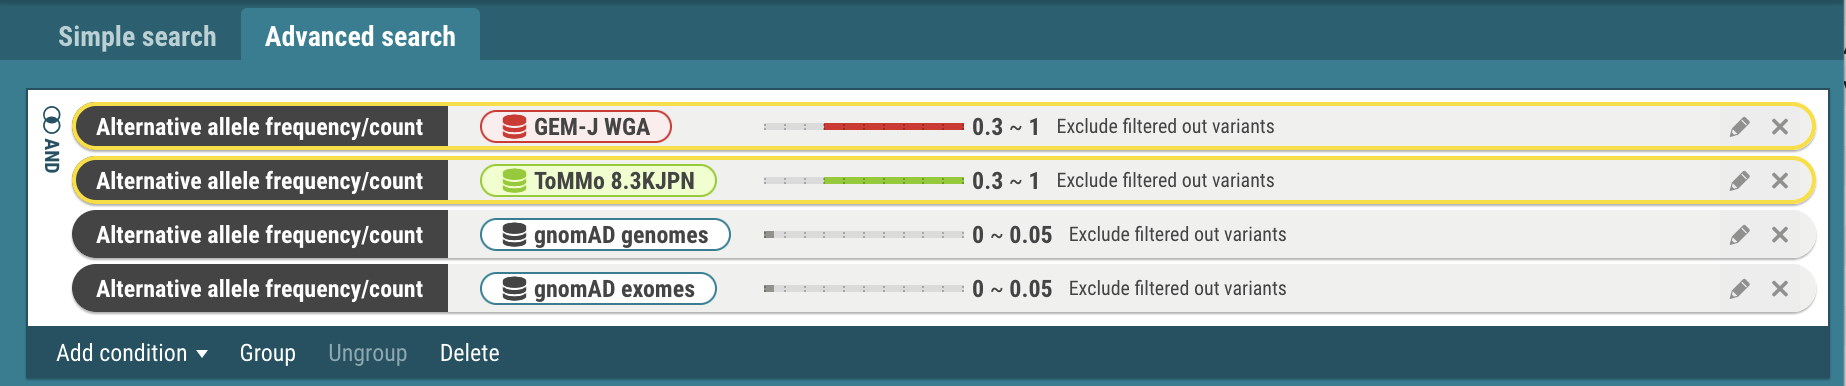 Simple search Advanced search
AND
Alternative allele frequency/count GEM-J WGA 0.3 ~ 1 Exclude filtered out variants
Alternative allele frequency/count ToMMo 8.3KJPN 0.3 ~ 1 Exclude filtered out variants
Alternative allele frequency/count gnomAD genomes 0 ~ 0.05 Exclude filtered out variants
Alternative allele frequency/count gnomAD exomes 0 ~ 0.05 Exclude filtered out variants
Add condition Group Ungroup Delete